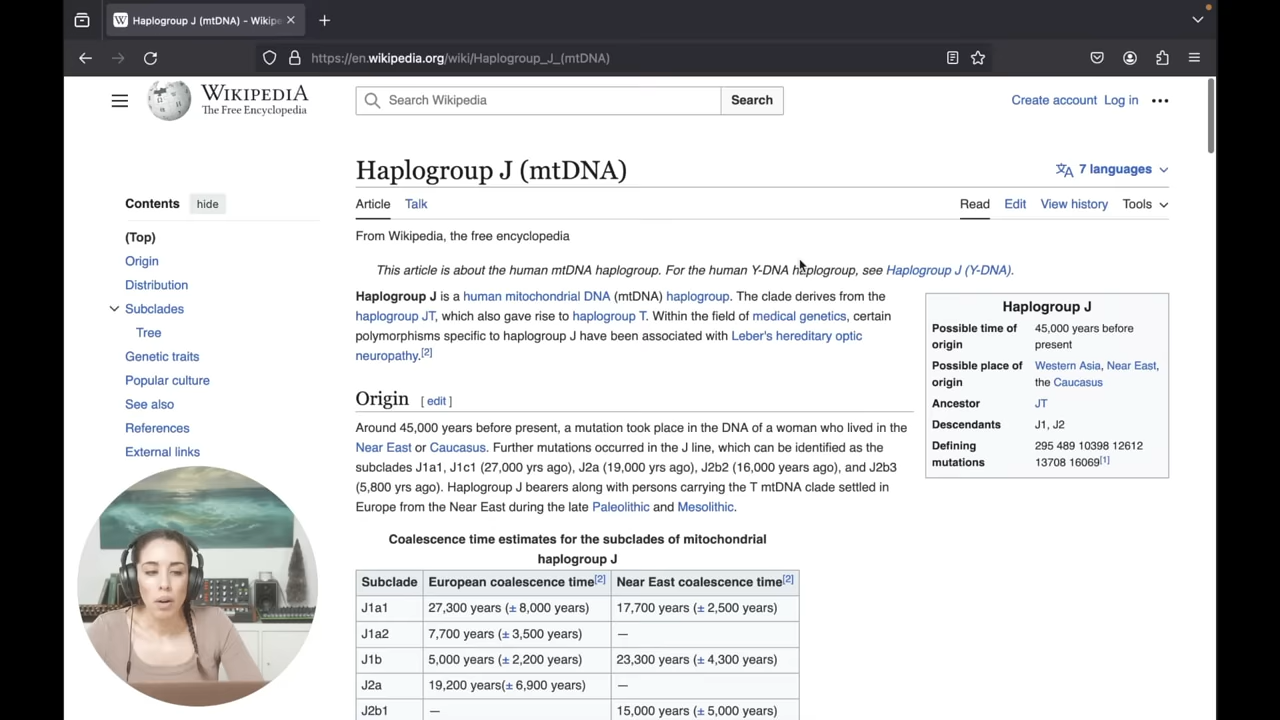 Haplogroup J (mtDNA) – Wikipe
https://en.wikipedia.org/wiki/Haplogroup_J_(mtDNA)
WIKIPEDIA
The Free Encyclopedia
Search Wikipedia
Search
Create account Log in
Haplogroup J (mtDNA)
7 languages
Article Talk
Read Edit View history Tools
Contents hide
(Top)
Origin
Distribution
Subclades
Tree
Genetic traits
Popular culture
See also
References
External links
From Wikipedia, the free encyclopedia
This article is about the human mtDNA haplogroup. For the human Y-DNA haplogroup, see Haplogroup J (Y-DNA).
Haplogroup J is a human mitochondrial DNA (mtDNA) haplogroup. The clade derives from the
haplogroup JT, which also gave rise to haplogroup T. Within the field of medical genetics, certain
polymorphisms specific to haplogroup J have been associated with Leber's hereditary optic
neuropathy.[2]
Haplogroup J
Possible time of origin 45,000 years before present
Possible place of origin Western Asia, Near East, the Caucasus
Ancestor JT
Descendants J1, J2
Defining mutations 295 489 10398 12612 13708 16069[1]
Origin [ edit ]
Around 45,000 years before present, a mutation took place in the DNA of a woman who lived in the
Near East or Caucasus. Further mutations occurred in the J line, which can be identified as the
subclades J1a1, J1c1 (27,000 yrs ago), J2a (19,000 yrs ago), J2b2 (16,000 years ago), and J2b3
(5,800 yrs ago). Haplogroup J bearers along with persons carrying the T mtDNA clade settled in
Europe from the Near East during the late Paleolithic and Mesolithic.
Coalescence time estimates for the subclades of mitochondrial
haplogroup J
Subclade European coalescence time[2] Near East coalescence time[2]
J1a1 27,300 years (± 8,000 years) 17,700 years (± 2,500 years)
J1a2 7,700 years (± 3,500 years) —
J1b 5,000 years (± 2,200 years) 23,300 years (± 4,300 years)
J2a 19,200 years(± 6,900 years) —
J2b1 — 15,000 years (± 5,000 years)